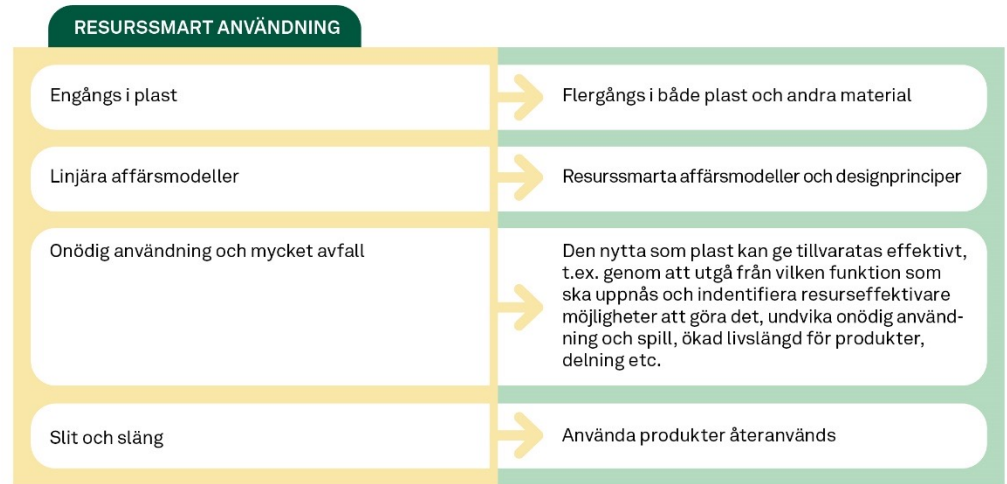 RESURSSMART ANVÄNDNING
Engångs i plast
Flergångs i både plast och andra material
Linjära affärsmodeller
Resurssmarta affärsmodeller och designprinciper
Onödig användning och mycket avfall
Den nytta som plast kan ge tillvaratas effektivt,
t.ex. genom att utgå från vilken funktion som
ska uppnås och indentifiera resurseffektivare
möjligheter att göra det, undvika onödig använd-
ning och spill, ökad livslängd för produkter,
delning etc.
Slit och släng
Använda produkter återanvänds